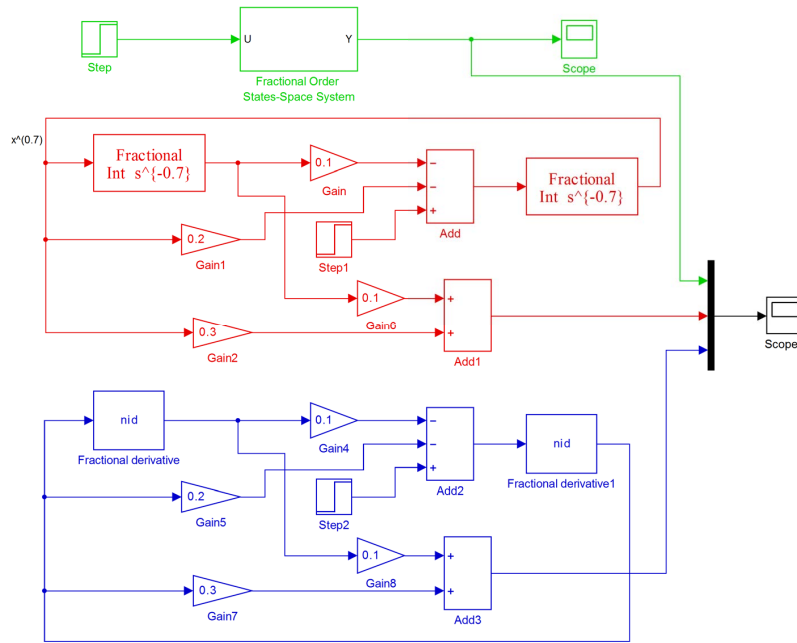 U
Y
Step
Fractional Order
States-Space System
Scope
x^(0.7)
Fractional
Int s^{-0.7}
0.1
Gain
Fractional
Int s^{-0.7}
Add
0.2
Gain1
Step1
0.1
Gain6
0.3
Gain2
Add1
Scope
nid
Fractional derivative
0.1
Gain4
Add2
nid
Fractional derivative1
0.2
Gain5
Step2
0.1
Gain8
0.3
Gain7
Add3